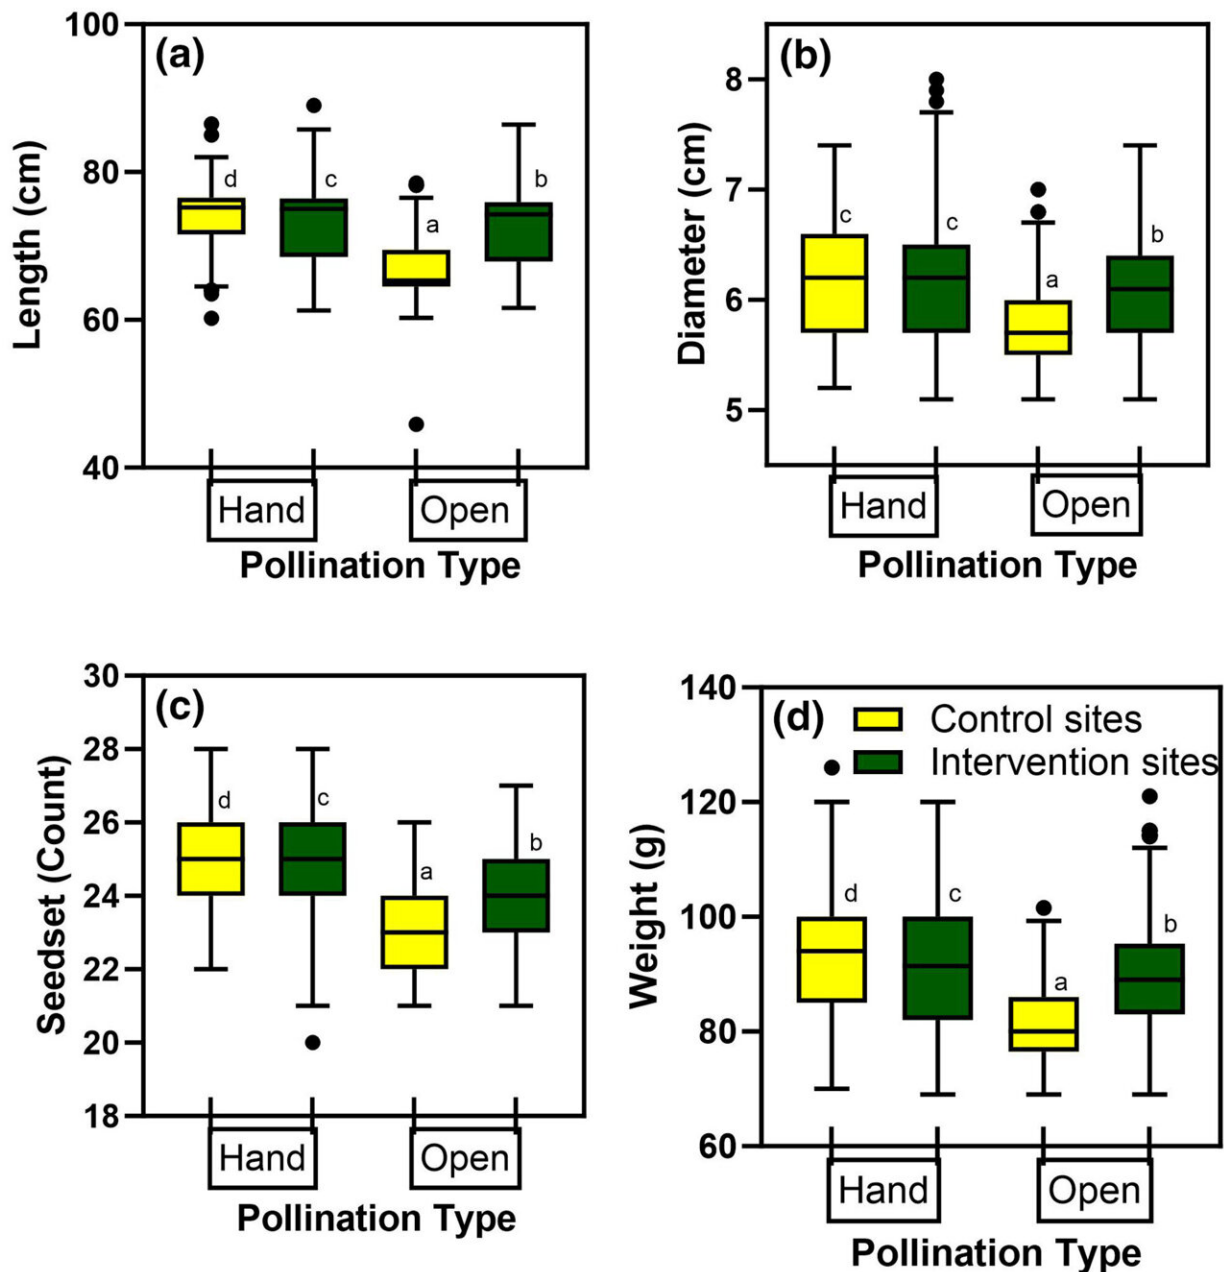 (a)
Length (cm)
100
80
60
40
d
c
a
b
Hand
Open
Pollination Type
(b)
Diameter (cm)
8
7
6
5
c
c
a
b
Hand
Open
Pollination Type
(c)
Seedset (Count)
30
28
26
24
22
20
18
d
c
a
b
Hand
Open
Pollination Type
(d)
Control sites
Intervention sites
Weight (g)
140
120
100
80
60
d
c
a
b
Hand
Open
Pollination Type